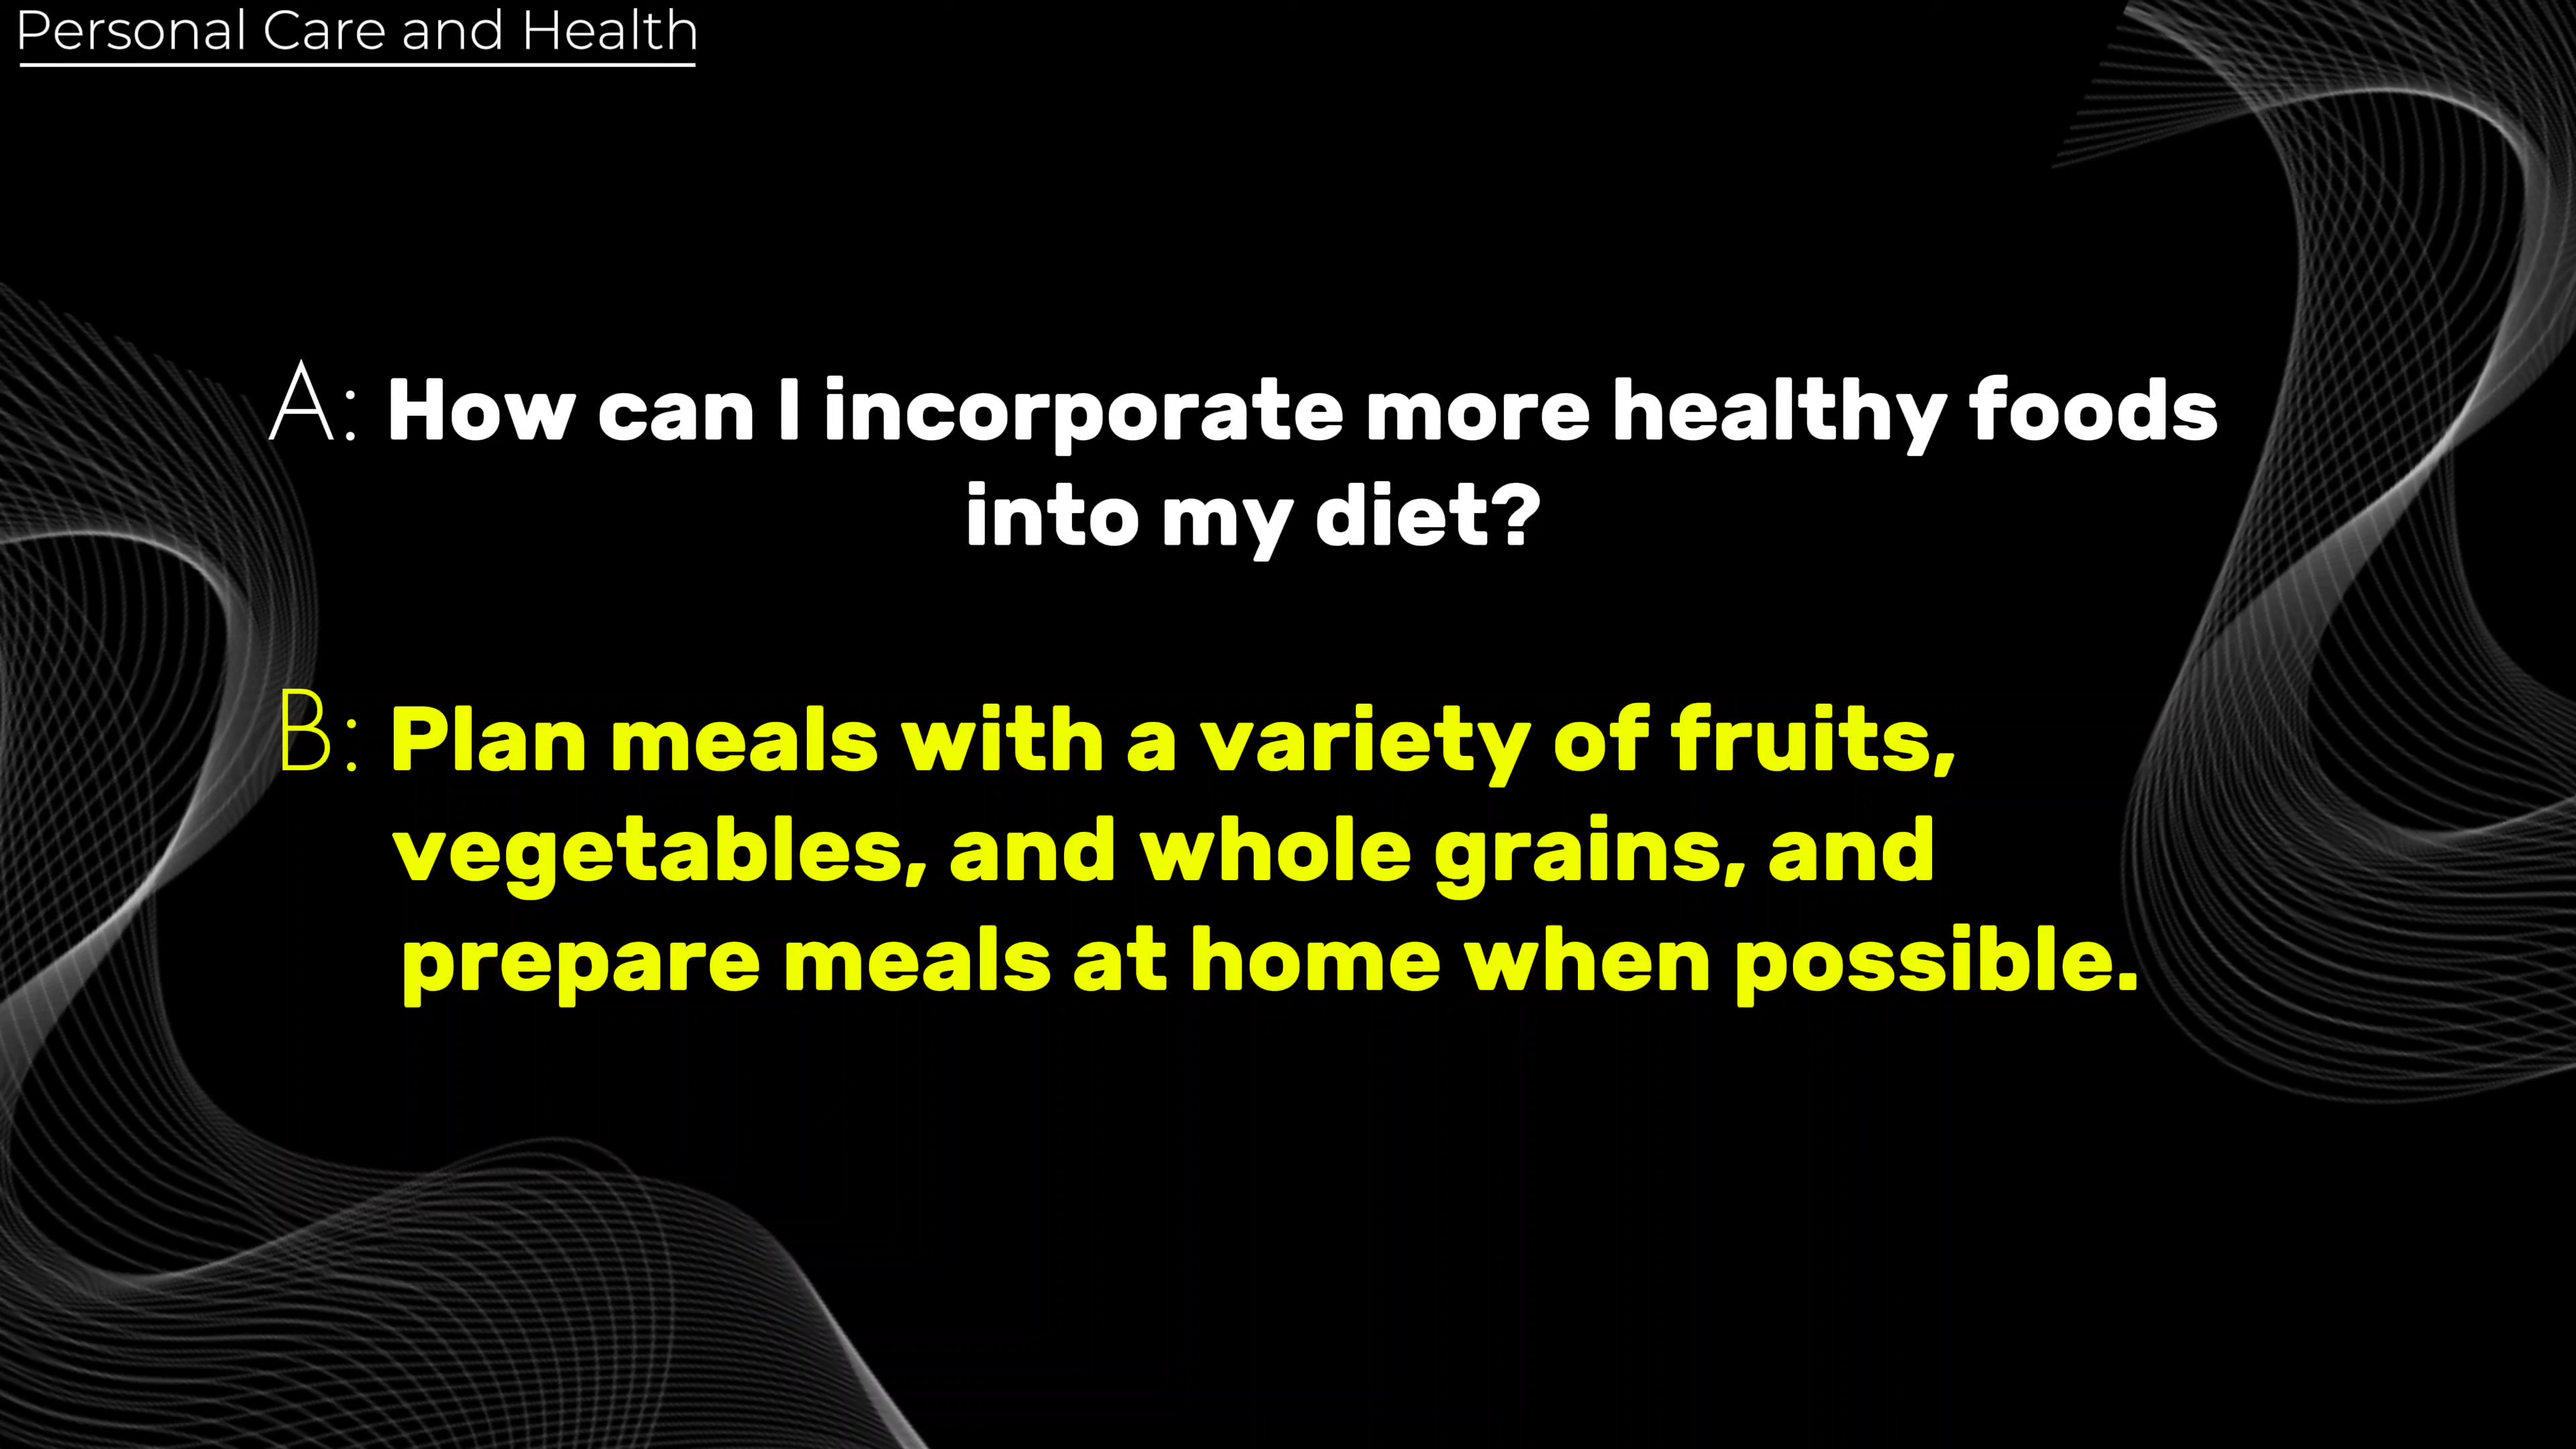 Personal Care and Health
A: How can I incorporate more healthy foods
into my diet?
B: Plan meals with a variety of fruits,
vegetables, and whole grains, and
prepare meals at home when possible.